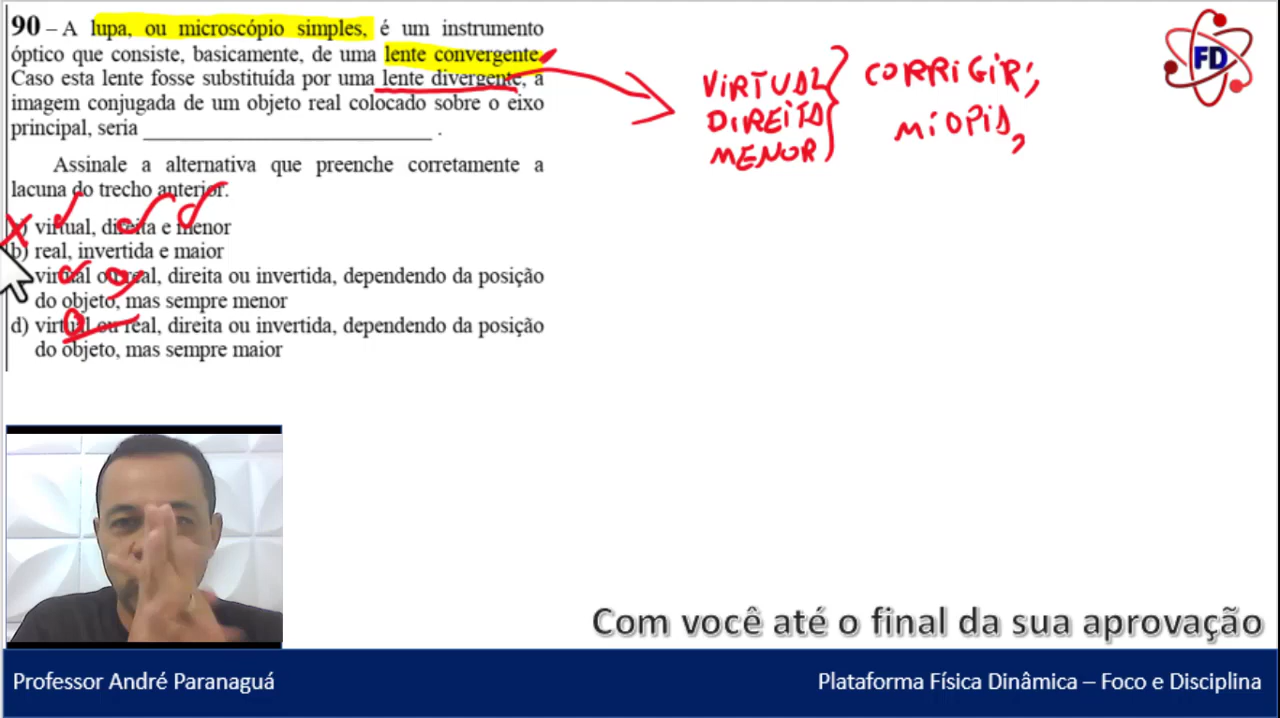 90 – A lupa, ou microscópio simples, é um instrumento
óptico que consiste, basicamente, de uma lente convergente.
Caso esta lente fosse substituída por uma lente divergente, a
imagem conjugada de um objeto real colocado sobre o eixo
principal, seria ______________________________ .
Assinale a alternativa que preenche corretamente a
lacuna do trecho anterior.
a) virtual, direita e menor
b) real, invertida e maior
virtual ou real, direita ou invertida, dependendo da posição
do objeto, mas sempre menor
d) virtual ou real, direita ou invertida, dependendo da posição
do objeto, mas sempre maior
VIRTUAL
DIREITA
MENOR
CORRIGIR;
MIOPIA,
FD
Com você até o final da sua aprovação
Professor André Paranaguá
Plataforma Física Dinâmica – Foco e Disciplina